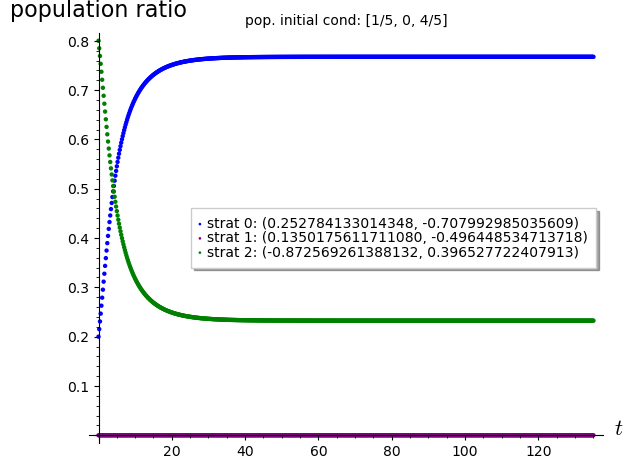 population ratio
pop. initial cond: [1/5, 0, 4/5]
0.8
0.7
0.6
0.5
strat 0: (0.252784133014348, -0.707992985035609)
strat 1: (0.1350175611711080, -0.496448534713718)
strat 2: (-0.872569261388132, 0.396527722407913)
0.4
0.3
0.2
0.1
t
20 40 60 80 100 120